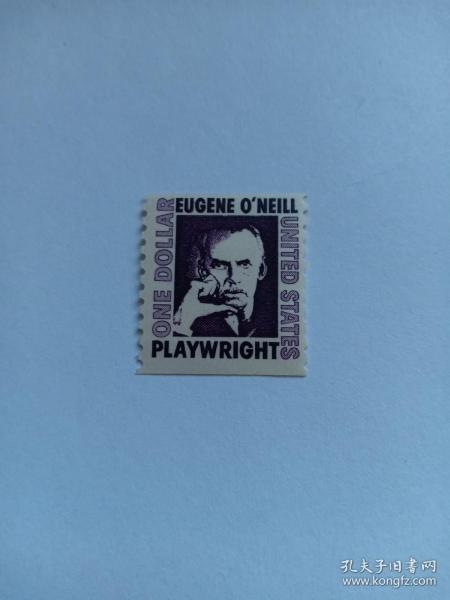 EUGENE O'NEILL
ONE DOLLAR
UNITED STATES
PLAYWRIGHT
孔夫子旧书网
www.kongfz.com